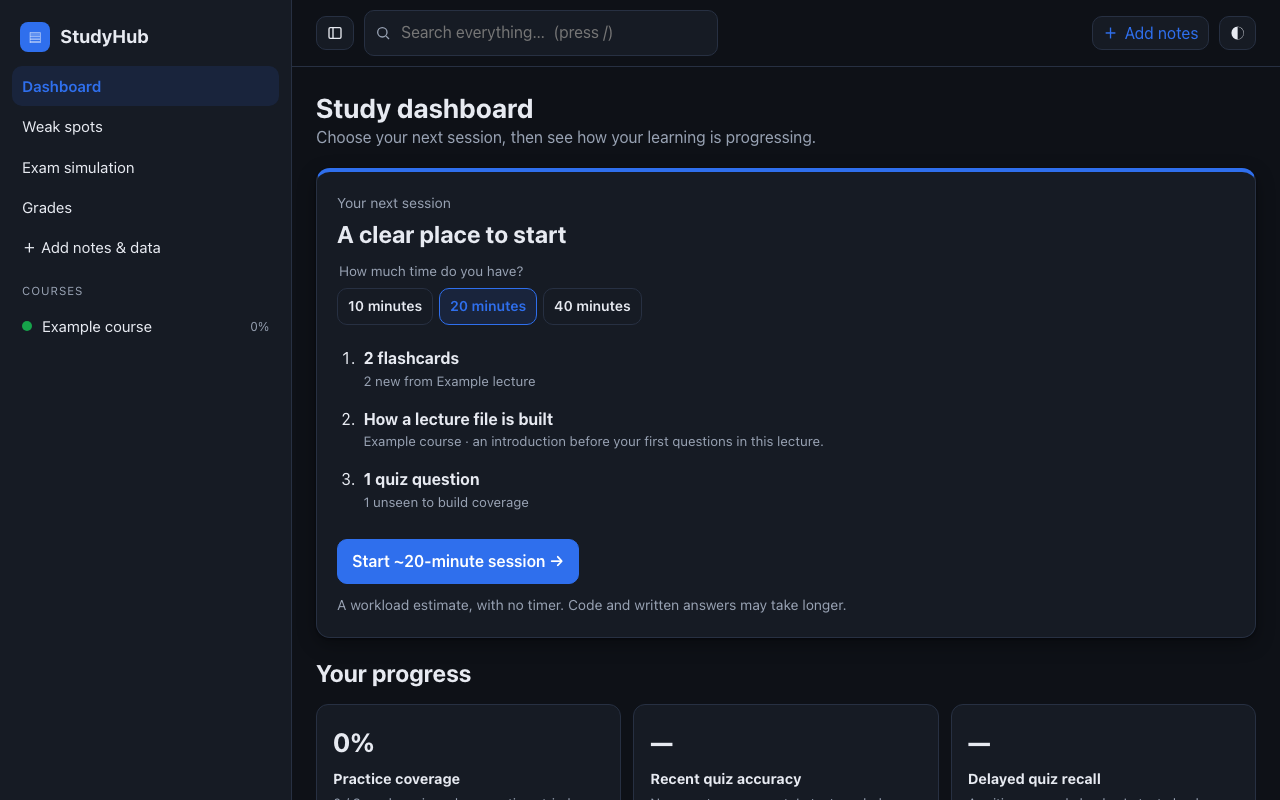 StudyHub
Dashboard
Weak spots
Exam simulation
Grades
+ Add notes & data
COURSES
Example course 0%
Search everything... (press /)
+ Add notes
Study dashboard
Choose your next session, then see how your learning is progressing.
Your next session
A clear place to start
How much time do you have?
10 minutes 20 minutes 40 minutes
1. 2 flashcards
2 new from Example lecture
2. How a lecture file is built
Example course · an introduction before your first questions in this lecture.
3. 1 quiz question
1 unseen to build coverage
Start ~20-minute session →
A workload estimate, with no timer. Code and written answers may take longer.
Your progress
0%
Practice coverage
—
Recent quiz accuracy
—
Delayed quiz recall